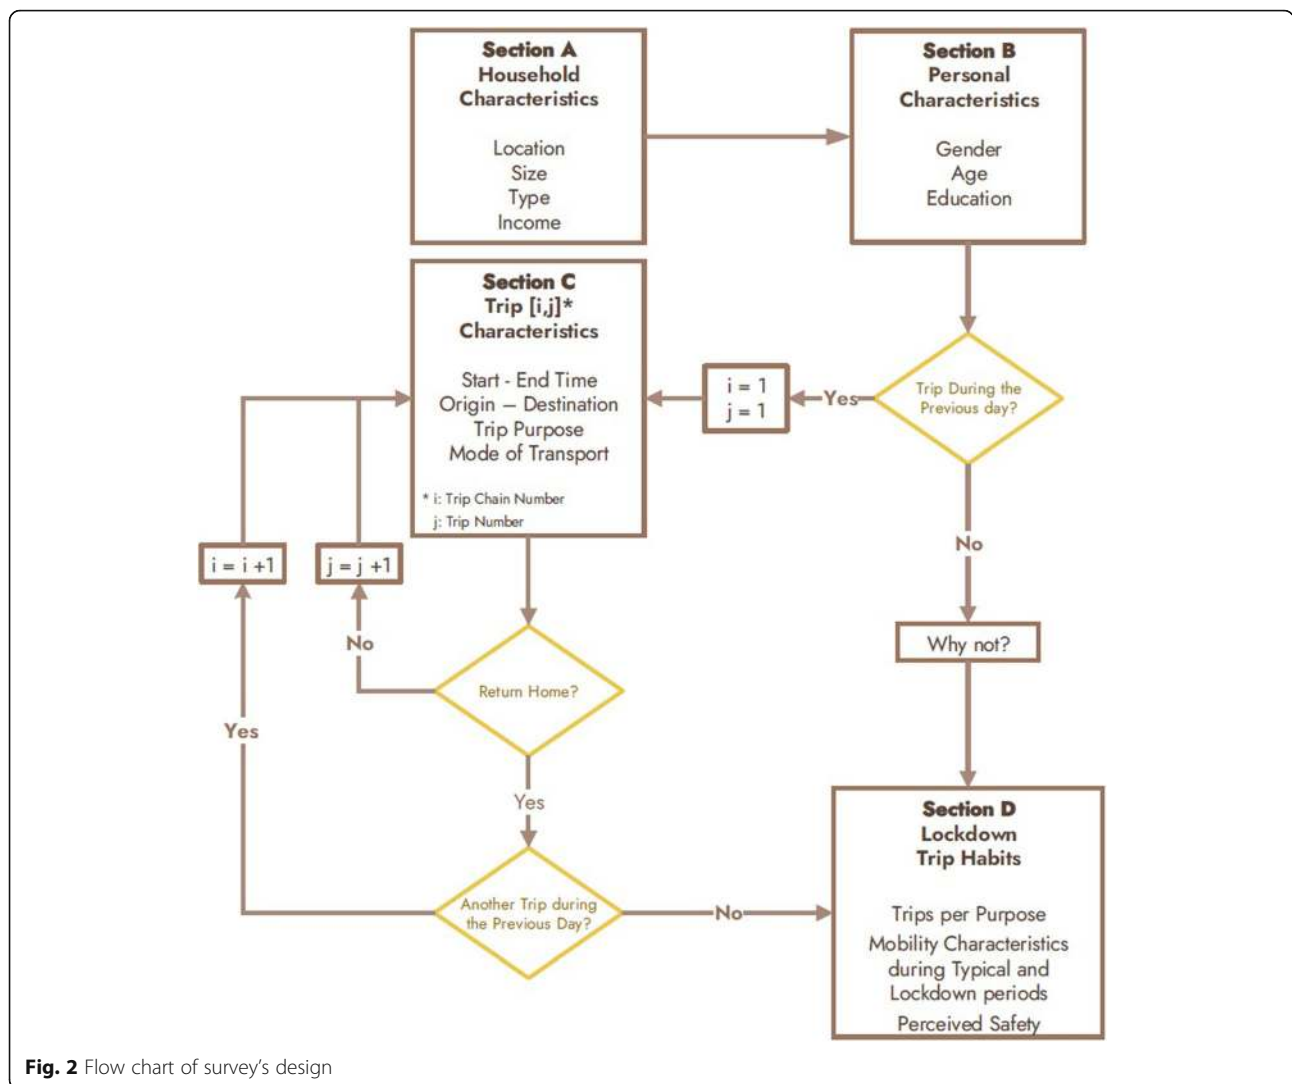 Section A
Household
Characteristics
Location
Size
Type
Income
Section B
Personal
Characteristics
Gender
Age
Education
Section C
Trip [i,j]*
Characteristics
Start - End Time
Origin – Destination
Trip Purpose
Mode of Transport
* i: Trip Chain Number
j: Trip Number
i = 1
j = 1
Yes
Trip During the
Previous day?
No
Why not?
i = i +1
j = j +1
No
Return Home?
Yes
Yes
Another Trip during
the Previous Day?
No
Section D
Lockdown
Trip Habits
Trips per Purpose
Mobility Characteristics
during Typical and
Lockdown periods
Perceived Safety
Fig. 2 Flow chart of survey's design